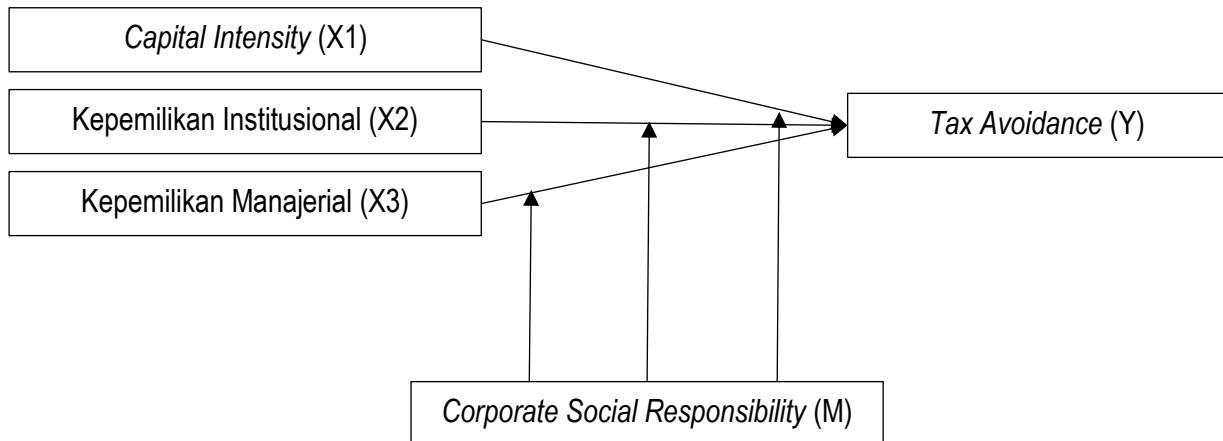 Capital Intensity (X1)
Kepemilikan Institusional (X2)
Tax Avoidance (Y)
Kepemilikan Manajerial (X3)
Corporate Social Responsibility (M)